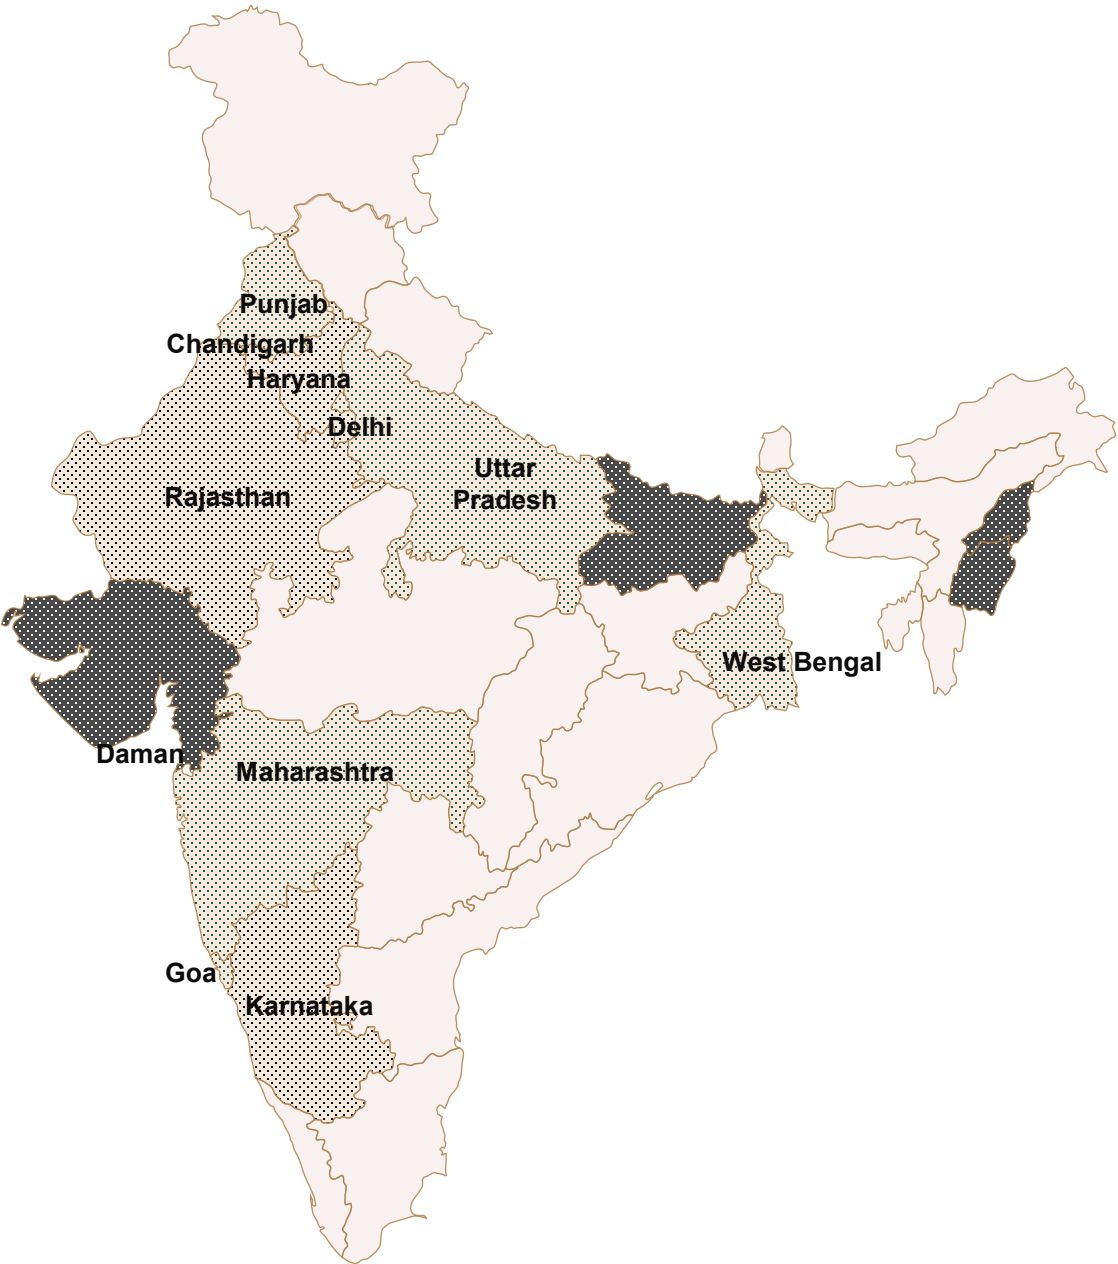 Punjab
Chandigarh
Haryana
Delhi
Uttar
Pradesh
Rajasthan
West Bengal
Daman
Maharashtra
Goa
Karnataka